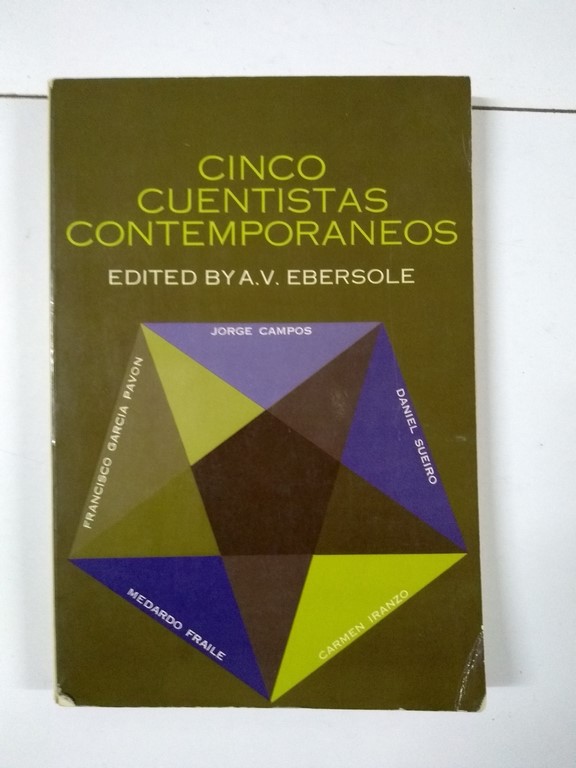 CINCO
CUENTISTAS
CONTEMPORANEOS
EDITED BY A.V. EBERSOLE
JORGE CAMPOS
FRANCISCO GARCIA PAVON
DANIEL SUEIRO
MEDARDO FRAILE
CARMEN IRANZO